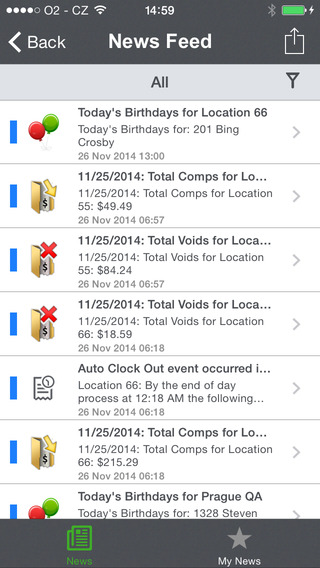 O2 - CZ 14:59
Back News Feed
All
Today's Birthdays for Location 66
Today's Birthdays for: 201 Bing
Crosby
26 Nov 2014 13:00
11/25/2014: Total Comps for Lo...
11/25/2014: Total Comps for Location
55: $49.49
26 Nov 2014 06:57
11/25/2014: Total Voids for Loca...
11/25/2014: Total Voids for Location
55: $84.24
26 Nov 2014 06:57
11/25/2014: Total Voids for Loca...
11/25/2014: Total Voids for Location
66: $18.59
26 Nov 2014 06:18
Auto Clock Out event occurred i...
Location 66: By the end of day
process at 12:18 AM the following...
26 Nov 2014 06:18
11/25/2014: Total Comps for Lo...
11/25/2014: Total Comps for Location
66: $215.29
26 Nov 2014 06:18
Today's Birthdays for Prague QA
Today's Birthdays for: 1328 Steven
News My News